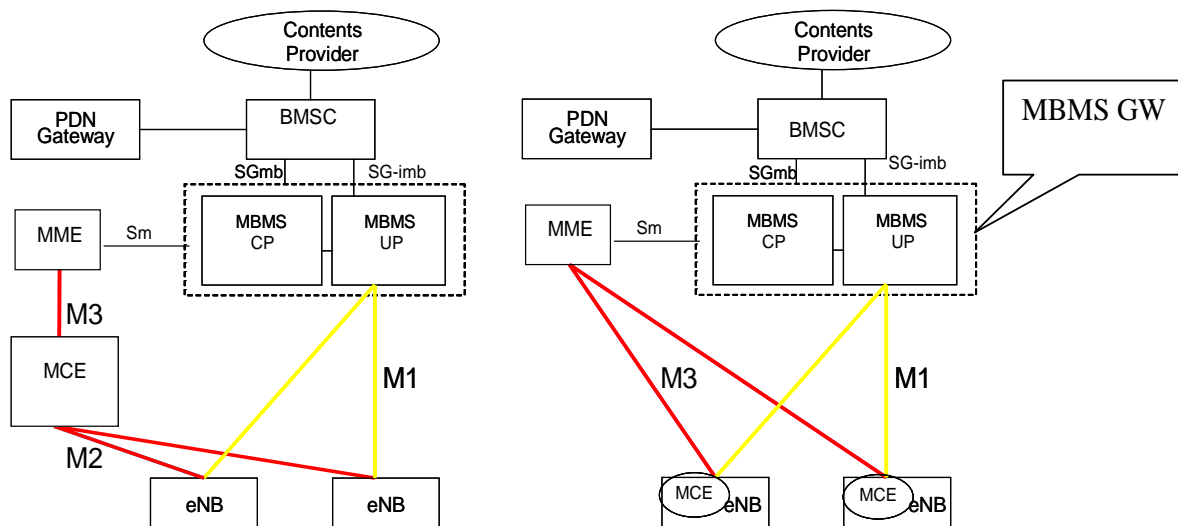 Contents
Provider
PDN
Gateway
BMSC
SGmb
SG-imb
MME
Sm
MBMS
CP
MBMS
UP
M3
MCE
M1
M2
eNB
eNB
Contents
Provider
MBMS GW
PDN
Gateway
BMSC
SGmb
SG-imb
MME
Sm
MBMS
CP
MBMS
UP
M3
M1
MCE
eNB
MCE
eNB